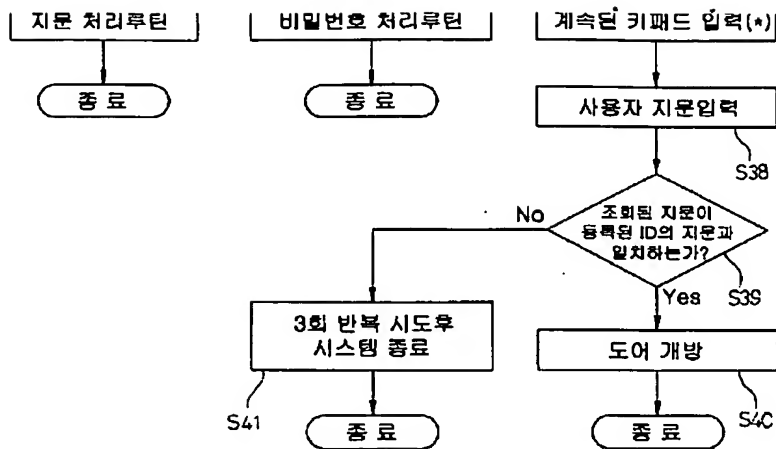 지문 처리루틴
비밀번호 처리루틴
계속된 키패드 입력(*)
종료
종료
사용자 지문입력
S38
조회된 지문이
등록된 ID의 지문과
일치하는가?
No
S39
Yes
3회 반복 시도후
시스템 종료
도어 개방
S41
S40
종료
종료